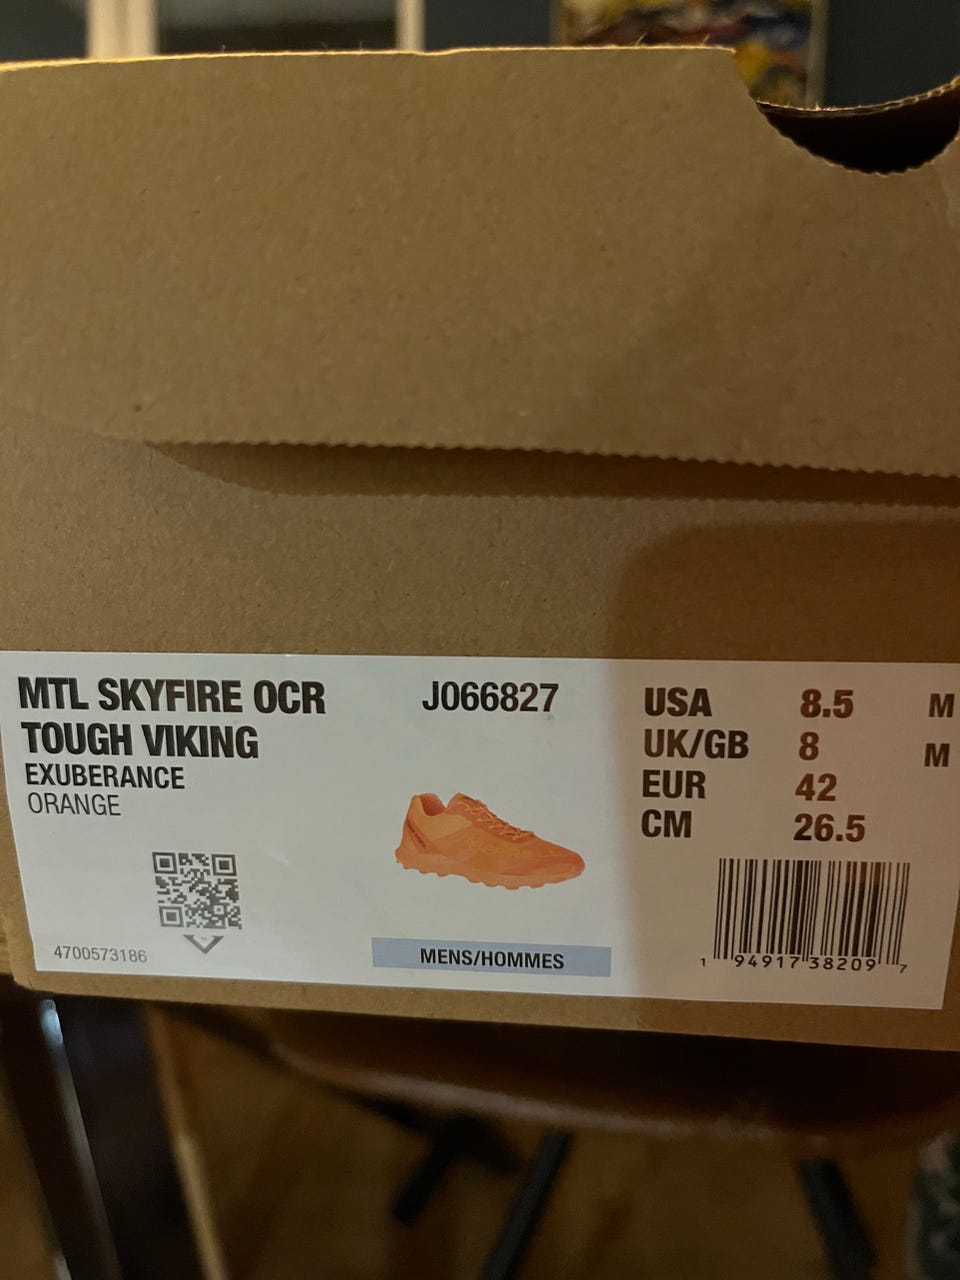 MTL SKYFIRE OCR
TOUGH VIKING
EXUBERANCE
ORANGE
4700573186
J066827
MENS/HOMMES
USA 8.5 M
UK/GB 8 M
EUR 42
CM 26.5
1 94917 38209 7